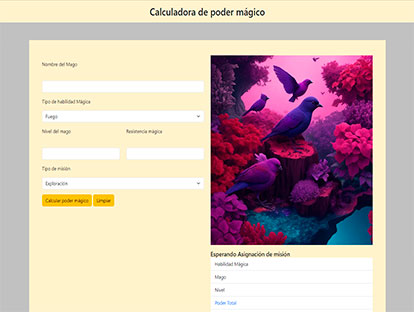 Calculadora de poder mágico
Nombre del Mago
Tipo de habilidad Mágica
Fuego
Nivel del mago
Resistencia mágica
Tipo de misión
Exploración
Calcular poder mágico
Limpiar
Esperando Asignación de misión
Habilidad Mágica
Mago
Nivel
Poder Total